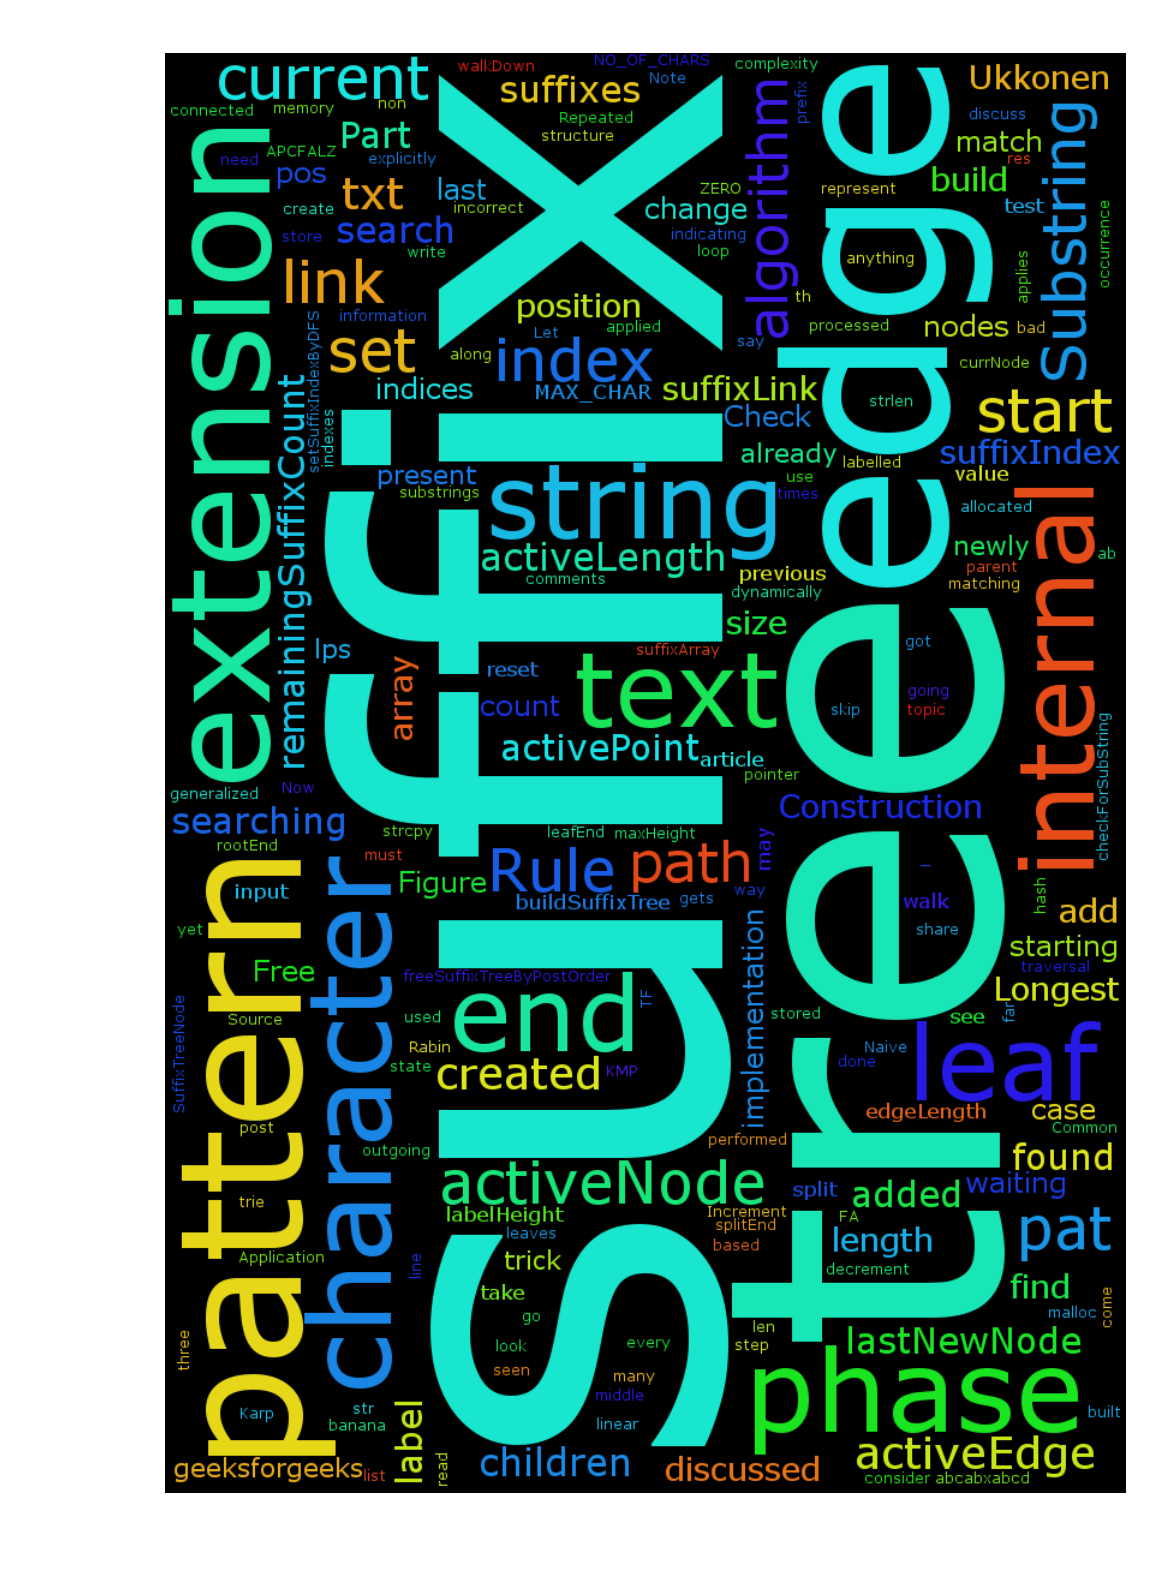 current
walkDown
NO_OF_CHARS
complexity
Ukkonen
connected
memory
non
suffixes
Note
prefix
discuss
Part
Repeated
structure
match
need
APCFALZ
explicitly
res
pos
txt
last
incorrect
ZERO
represent
build
test
create
change
algorithm
Substring
occurrence
store
search
write
indicating
loop
anything
applies
link
information
position
th
Let
applied
processed
nodes
bad
say
set
along
index
currNode
indices
MAX_CHAR
suffixLink
setSuffixIndexByDFS
indexes
strlen
start
Check
extension
remainingSuffixCount
already
labelled
suffixIndex
present
substrings
string
use
times
value
allocated
activeLength
comments
previous
dynamically
newly
ab
parent
matching
size
internal
lps
array
suffixArray
reset
text
got
going
count
skip
topic
activePoint
article
pointer
checkForSubString
generalized
Now
Construction
searching
strcpy
leafEnd
maxHeight
may
rootEnd
must
Figure
Rule
path
input
buildSuffixTree
gets
way
walk
hash
add
yet
share
starting
Free
freeSuffixTreeByPostOrder
traversal
implementation
Longest
pattern
character
Suffix
tree
edge
end
TF
stored
see
far
SuffixTreeNode
Source
used
Rabin
Naive
leaf
state
created
KMP
done
post
edgeLength
case
Common
outgoing
performed
found
activeNode
split
added
waiting
trie
labelHeight
Increment
splitEnd
FA
leaves
based
length
pat
Application
line
trick
decrement
take
find
malloc
come
go
len
three
look
every
step
lastNewNode
seen
many
middle
phase
Karp
str
banana
label
linear
built
geeksforgeeks
list
read
children
discussed
activeEdge
consider
abcabxabcd
_